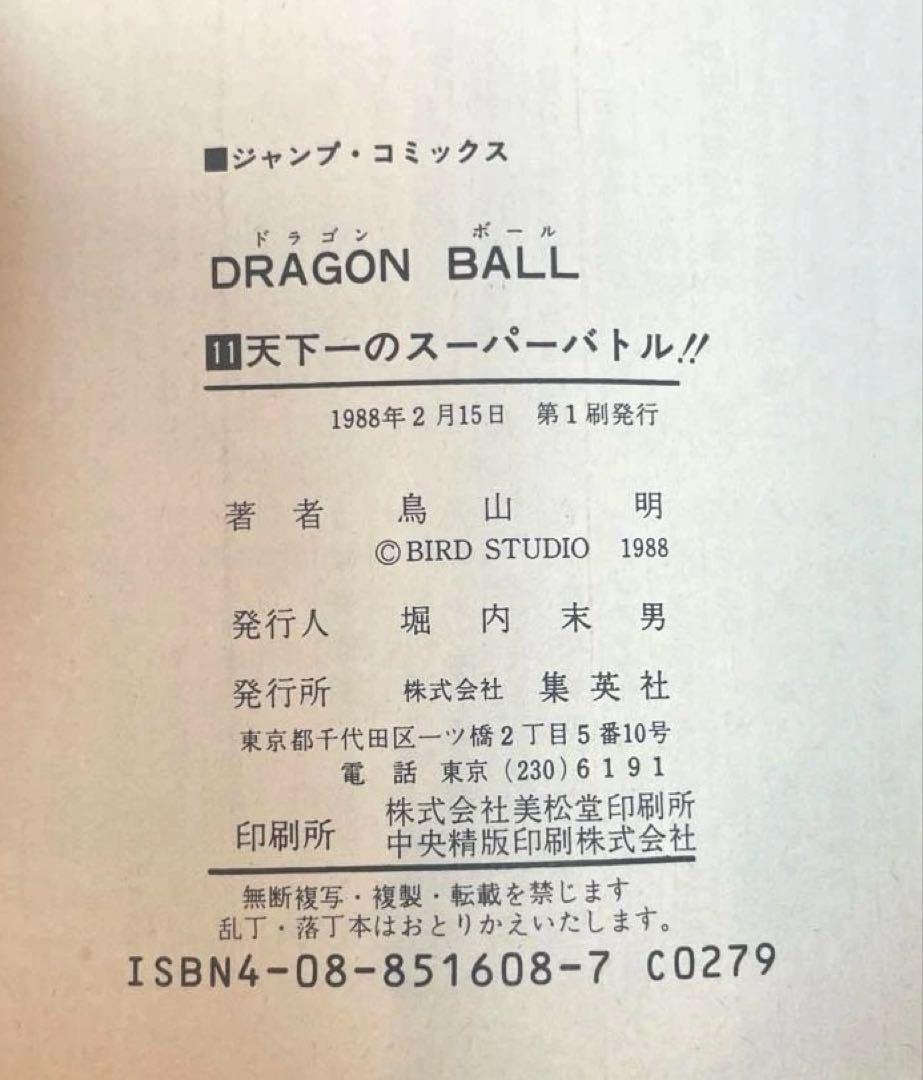 ■ジャンプ・コミックス
ドラゴン ボール
DRAGON BALL
11天下一のスーパーバトル!!
1988年2月15日 第1刷発行
著者 鳥山 明
©BIRD STUDIO 1988
発行人 堀内末男
発行所 株式会社 集英社
東京都千代田区一ツ橋2丁目5番10号
電話 東京(230)6191
印刷所 株式会社美松堂印刷所
中央精版印刷株式会社
無断複写・複製・転載を禁じます
乱丁・落丁本はおとりかえいたします。
ISBN4-08-851608-7 C0279